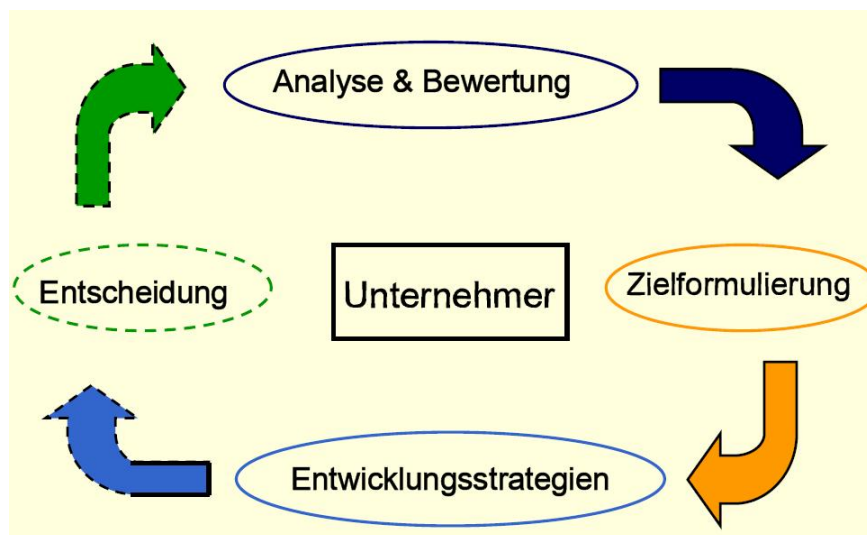 Analyse & Bewertung
Entscheidung
Unternehmer
Zielformulierung
Entwicklungsstrategien